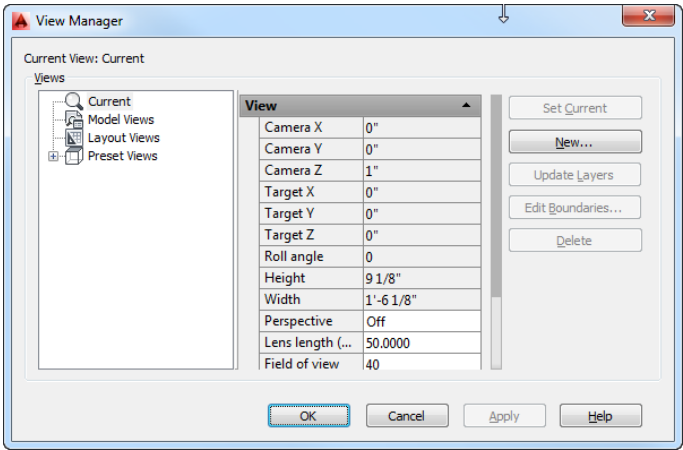 View Manager
Current View: Current
Views
Current
Model Views
Layout Views
Preset Views
View
Camera X 0"
Camera Y 0"
Camera Z 1"
Target X 0"
Target Y 0"
Target Z 0"
Roll angle 0
Height 9 1/8"
Width 1'-6 1/8"
Perspective Off
Lens length (... 50.0000
Field of view 40
Set Current
New...
Update Layers
Edit Boundaries...
Delete
OK Cancel Apply Help